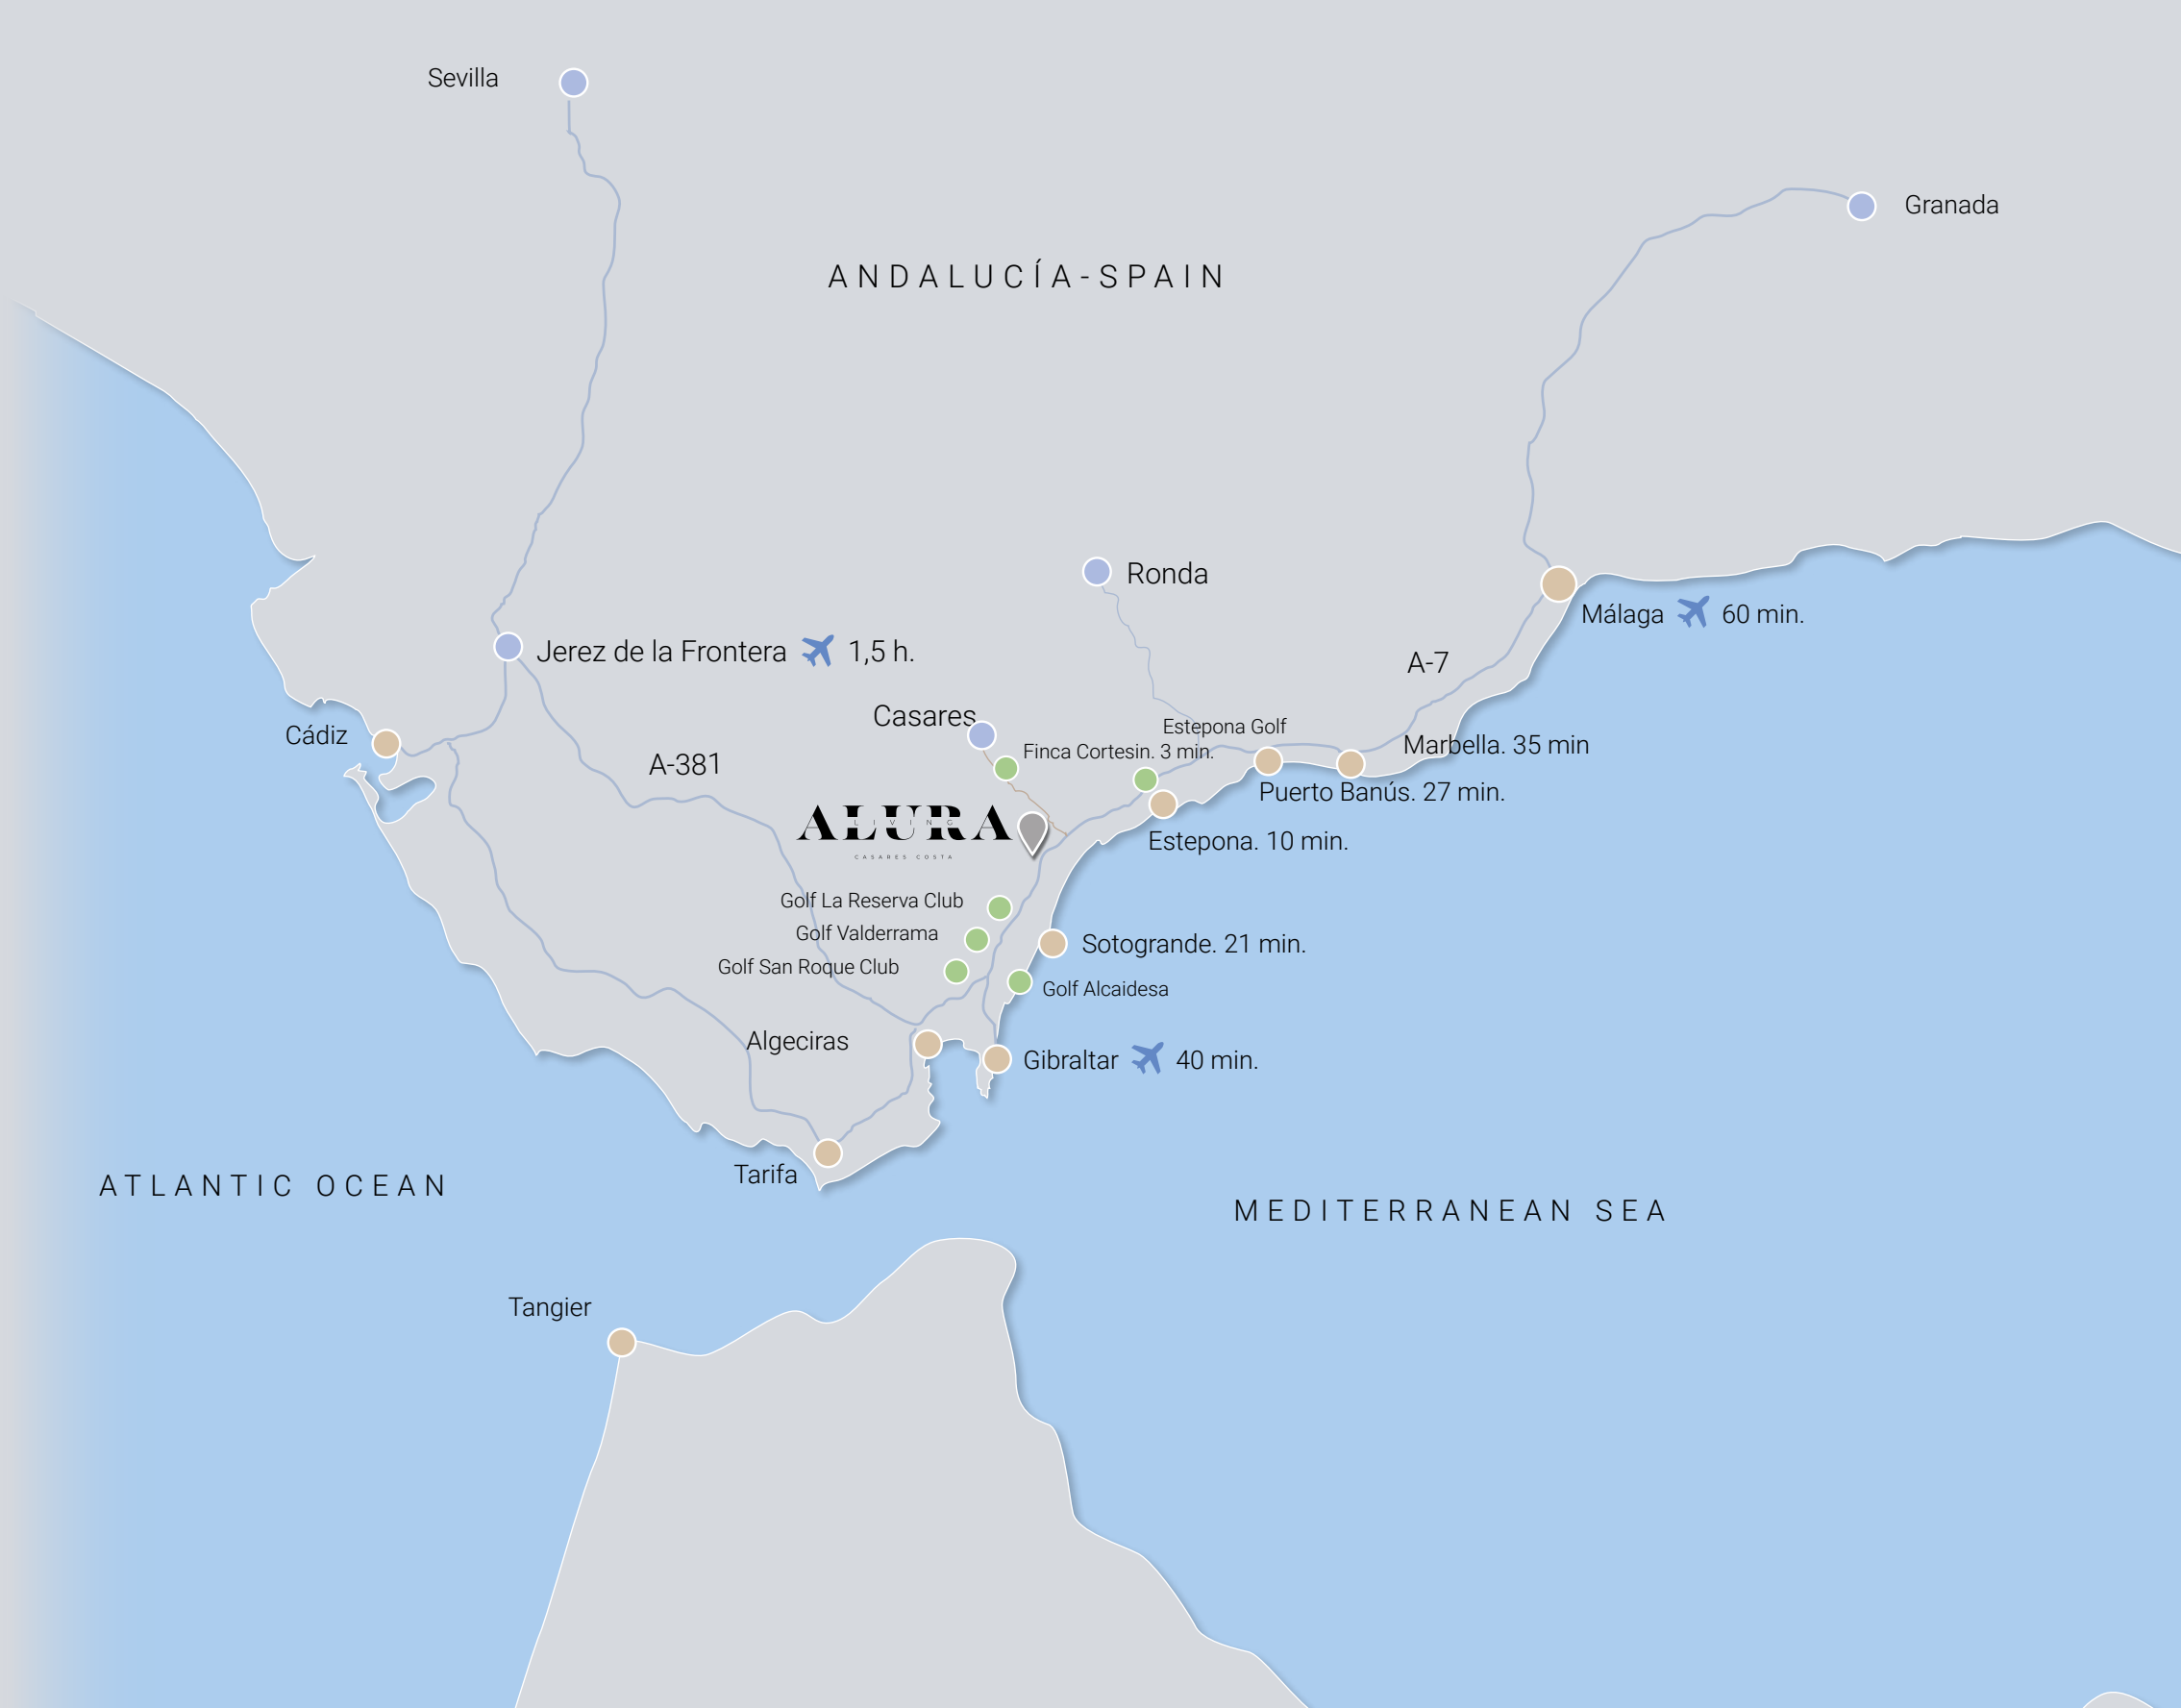 Sevilla
Granada
ANDALUCÍA-SPAIN
Ronda
Málaga 60 min.
Jerez de la Frontera 1,5 h.
A-7
Casares
Estepona Golf
Cádiz
Marbella. 35 min
Finca Cortesin. 3 min.
A-381
Puerto Banús. 27 min.
ALURA
LIVING
CASARES COSTA
Estepona. 10 min.
Golf La Reserva Club
Golf Valderrama
Sotogrande. 21 min.
Golf San Roque Club
Golf Alcaidesa
Algeciras
Gibraltar 40 min.
Tarifa
ATLANTIC OCEAN
MEDITERRANEAN SEA
Tangier